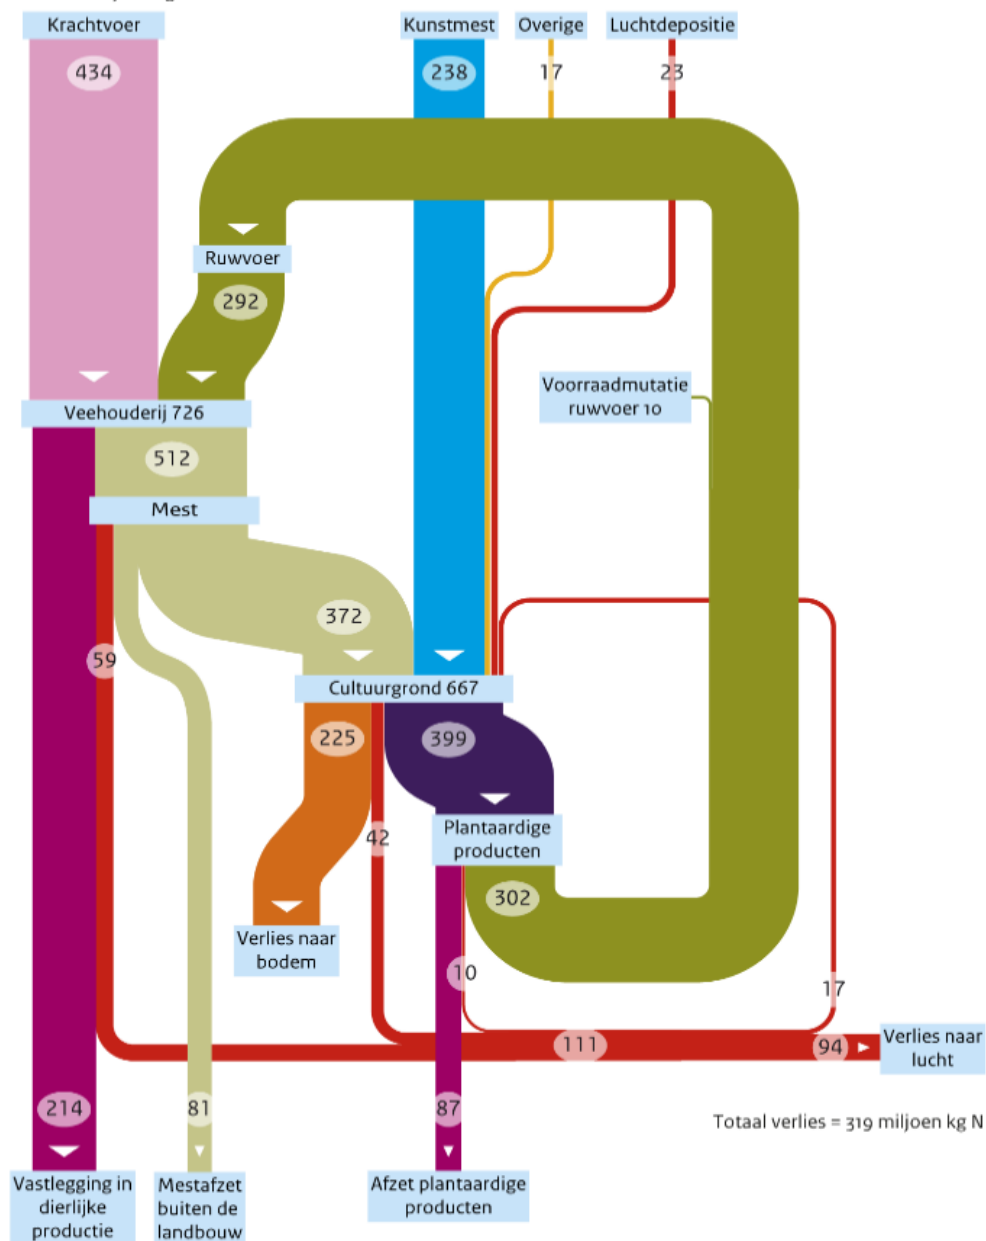 Krachtvoer
Kunstmest
Overige
Luchtdepositie
434
238
17
23
Ruwvoer
292
Voorraadmutatie
ruwvoer 10
Veehouderij 726
512
Mest
372
59
Cultuurgrond 667
225
399
42
Plantaardige
producten
302
Verlies naar
bodem
10
17
111
94
Verlies naar
lucht
214
81
87
Totaal verlies = 319 miljoen kg N
Vastlegging in
dierlijke
productie
Mestafzet
buiten de
landbouw
Afzet plantaardige
producten